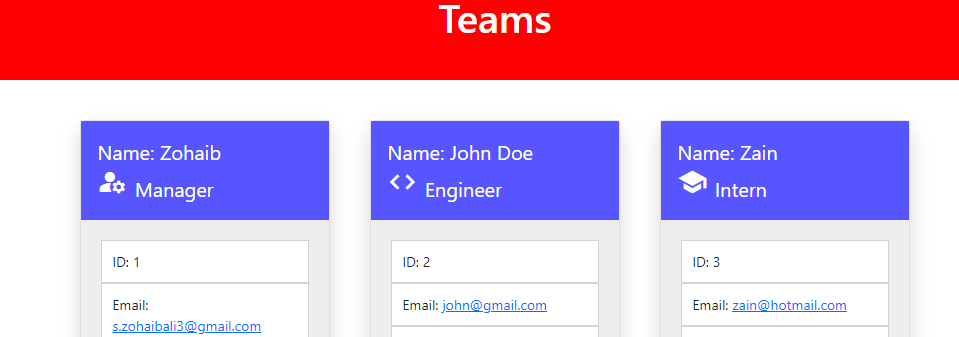 Teams
Name: Zohaib
Manager
ID: 1
Email:
s.zohaibali3@gmail.com
Name: John Doe
Engineer
ID: 2
Email: john@gmail.com
Name: Zain
Intern
ID: 3
Email: zain@hotmail.com